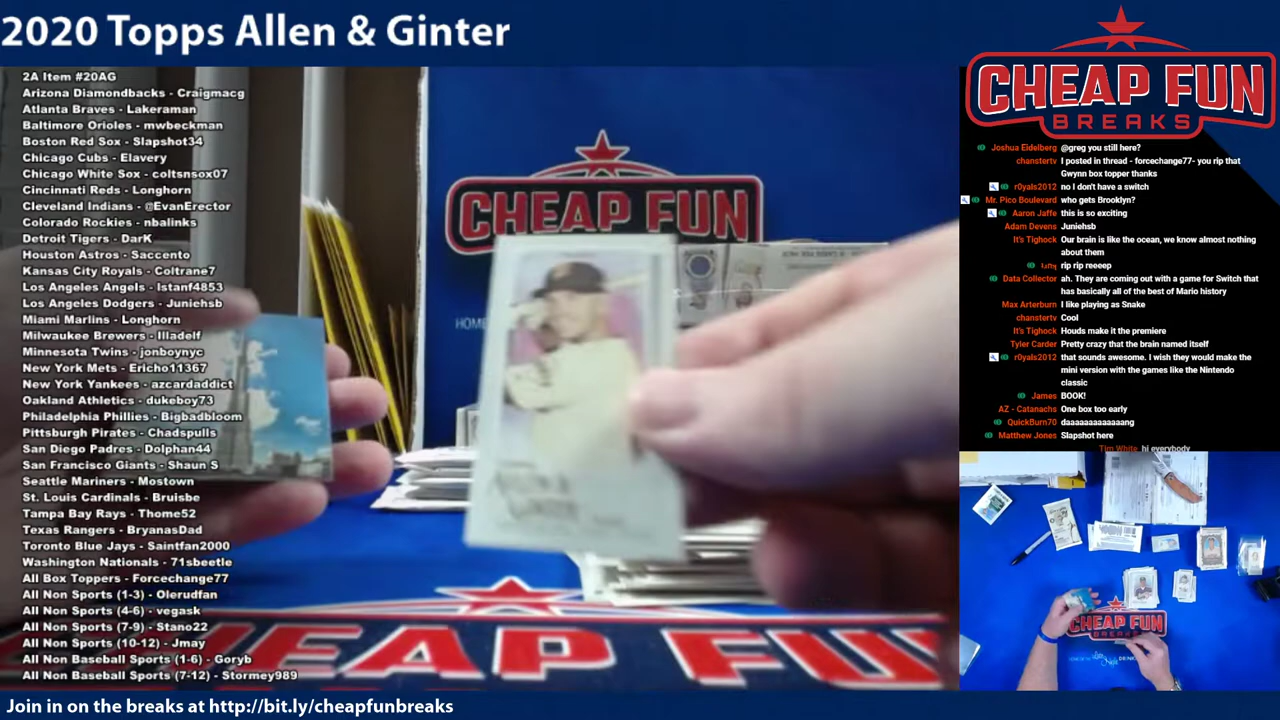 2020 Topps Allen & Ginter
2A Item #20AG
Arizona Diamondbacks - Craigmacg
Atlanta Braves - Lakeraman
Baltimore Orioles - mwbeckman
Boston Red Sox - Slapshot34
Chicago Cubs - Elavery
Chicago White Sox - coltsnsox07
Cincinnati Reds - Longhorn
Cleveland Indians - @EvanErector
Colorado Rockies - nbalinks
Detroit Tigers - DarK
Houston Astros - Saccento
Kansas City Royals - Coltrane7
Los Angeles Angels - lstanf4853
Los Angeles Dodgers - Juniehsb
Miami Marlins - Longhorn
Milwaukee Brewers - Illadelf
Minnesota Twins - jonboynyc
New York Mets - Ericho11367
New York Yankees - azcardaddict
Oakland Athletics - dukeboy73
Philadelphia Phillies - Bigbadbloom
Pittsburgh Pirates - Chadspulls
San Diego Padres - Dolphan44
San Francisco Giants - Shaun S
Seattle Mariners - Mostown
St. Louis Cardinals - Bruisbe
Tampa Bay Rays - Thome52
Texas Rangers - BryanasDad
Toronto Blue Jays - Saintfan2000
Washington Nationals - 71sbeetle
All Box Toppers - Forcechange77
All Non Sports (1-3) - Olerudfan
All Non Sports (4-6) - vegask
All Non Sports (7-9) - Stano22
All Non Sports (10-12) - Jmay
All Non Baseball Sports (1-6) - Goryb
All Non Baseball Sports (7-12) - Stormey989
CHEAP FUN
HOME
CHEAP FU
CHEAP FUN
BREAKS
Joshua Eidelberg @greg you still here?
chanstertv I posted in thread - forcechange77- you rip that
Gwynn box topper thanks
r0yals2012 no I don't have a switch
Mr. Pico Boulevard who gets Brooklyn?
Aaron Jaffe this is so exciting
Adam Devens Juniehsb
It's Tighock Our brain is like the ocean, we know almost nothing
about them
rip rip reeeep
Data Collector ah. They are coming out with a game for Switch that
has basically all of the best of Mario history
Max Arterburn I like playing as Snake
chanstertv Cool
It's Tighock Houds make it the premiere
Tyler Carder Pretty crazy that the brain named itself
r0yals2012 that sounds awesome. I wish they would make the
mini version with the games like the Nintendo
classic
James BOOK!
AZ - Catanachs One box too early
QuickBurn70 daaaaaaaaaaaang
Matthew Jones Slapshot here
Tim White hi everybody
CHEAP FUN
BREAKS
Join in on the breaks at http://bit.ly/cheapfunbreaks